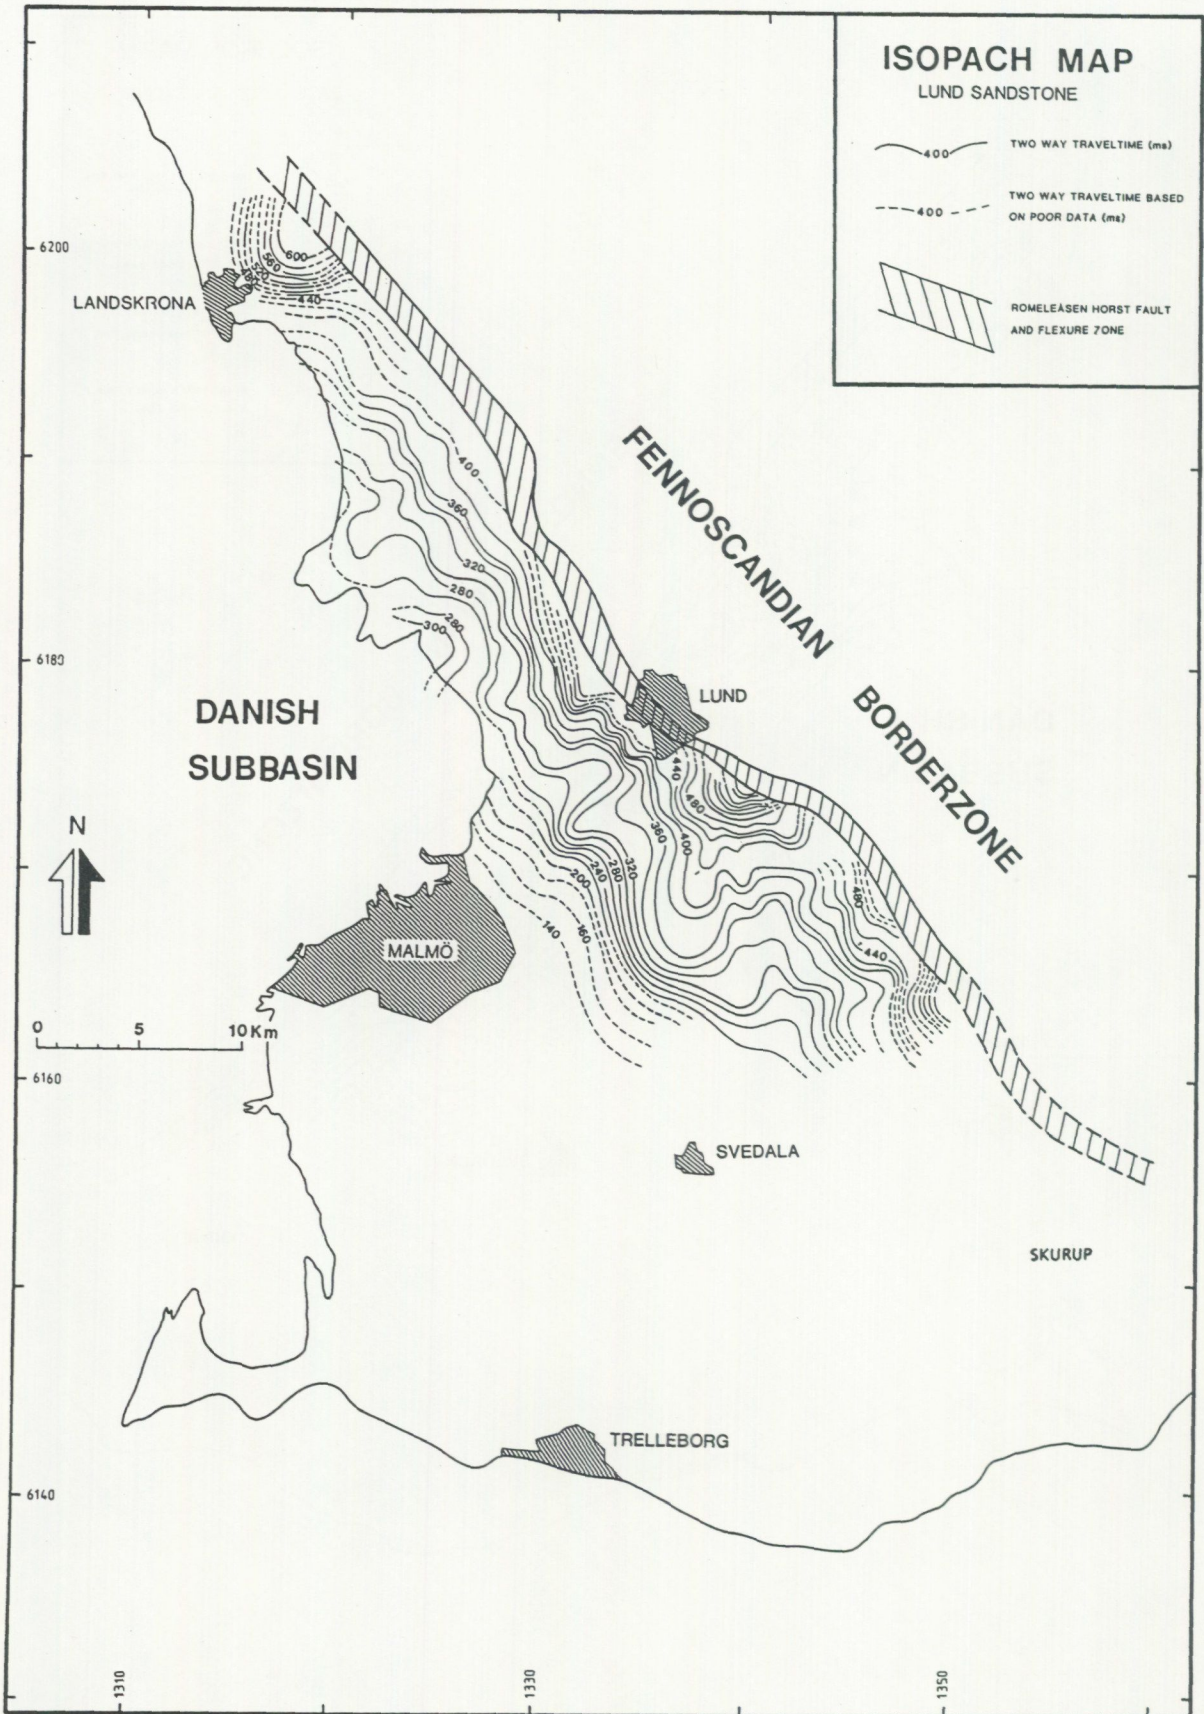 ISOPACH MAP
LUND SANDSTONE
400
TWO WAY TRAVELTIME (ms)
400
TWO WAY TRAVELTIME BASED
ON POOR DATA (ms)
ROMELEÅSEN HORST FAULT
AND FLEXURE ZONE
6200
600
560
520
480
440
LANDSKRONA
FENNOSCANDIAN
BORDERZONE
400
360
320
280
280
300
6180
LUND
DANISH
SUBBASIN
440
480
N
360
400
320
280
240
200
160
140
480
440
MALMÖ
0
5
10 Km
6160
SVEDALA
SKURUP
TRELLEBORG
6140
1310
1330
1350